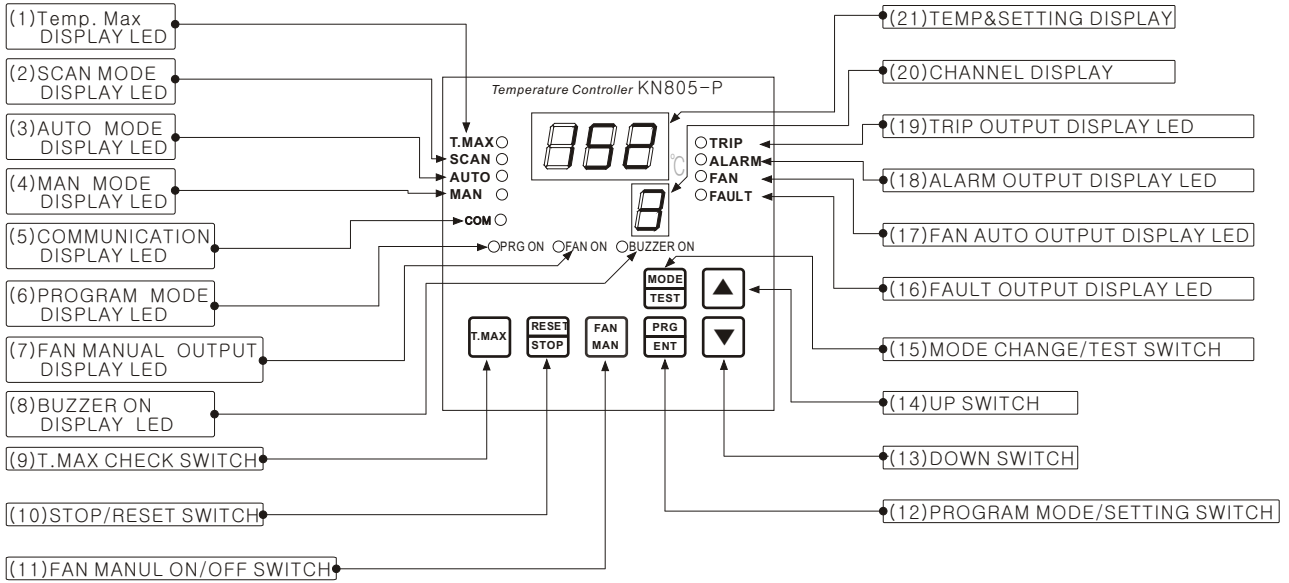 (1)Temp. Max
DISPLAY LED
(2)SCAN MODE
DISPLAY LED
(3)AUTO MODE
DISPLAY LED
(4)MAN MODE
DISPLAY LED
(5)COMMUNICATION
DISPLAY LED
(6)PROGRAM MODE
DISPLAY LED
(7)FAN MANUAL OUTPUT
DISPLAY LED
(8)BUZZER ON
DISPLAY LED
(9)T.MAX CHECK SWITCH
(10)STOP/RESET SWITCH
(11)FAN MANUL ON/OFF SWITCH
Temperature Controller KN805-P
152
℃
3
T.MAX
SCAN
AUTO
MAN
COM
TRIP
ALARM
FAN
FAULT
PRG ON FAN ON BUZZER ON
MODE
TEST
▲
T.MAX
RESET
STOP
FAN
MAN
PRG
ENT
▼
(21)TEMP&SETTING DISPLAY
(20)CHANNEL DISPLAY
(19)TRIP OUTPUT DISPLAY LED
(18)ALARM OUTPUT DISPLAY LED
(17)FAN AUTO OUTPUT DISPLAY LED
(16)FAULT OUTPUT DISPLAY LED
(15)MODE CHANGE/TEST SWITCH
(14)UP SWITCH
(13)DOWN SWITCH
(12)PROGRAM MODE/SETTING SWITCH